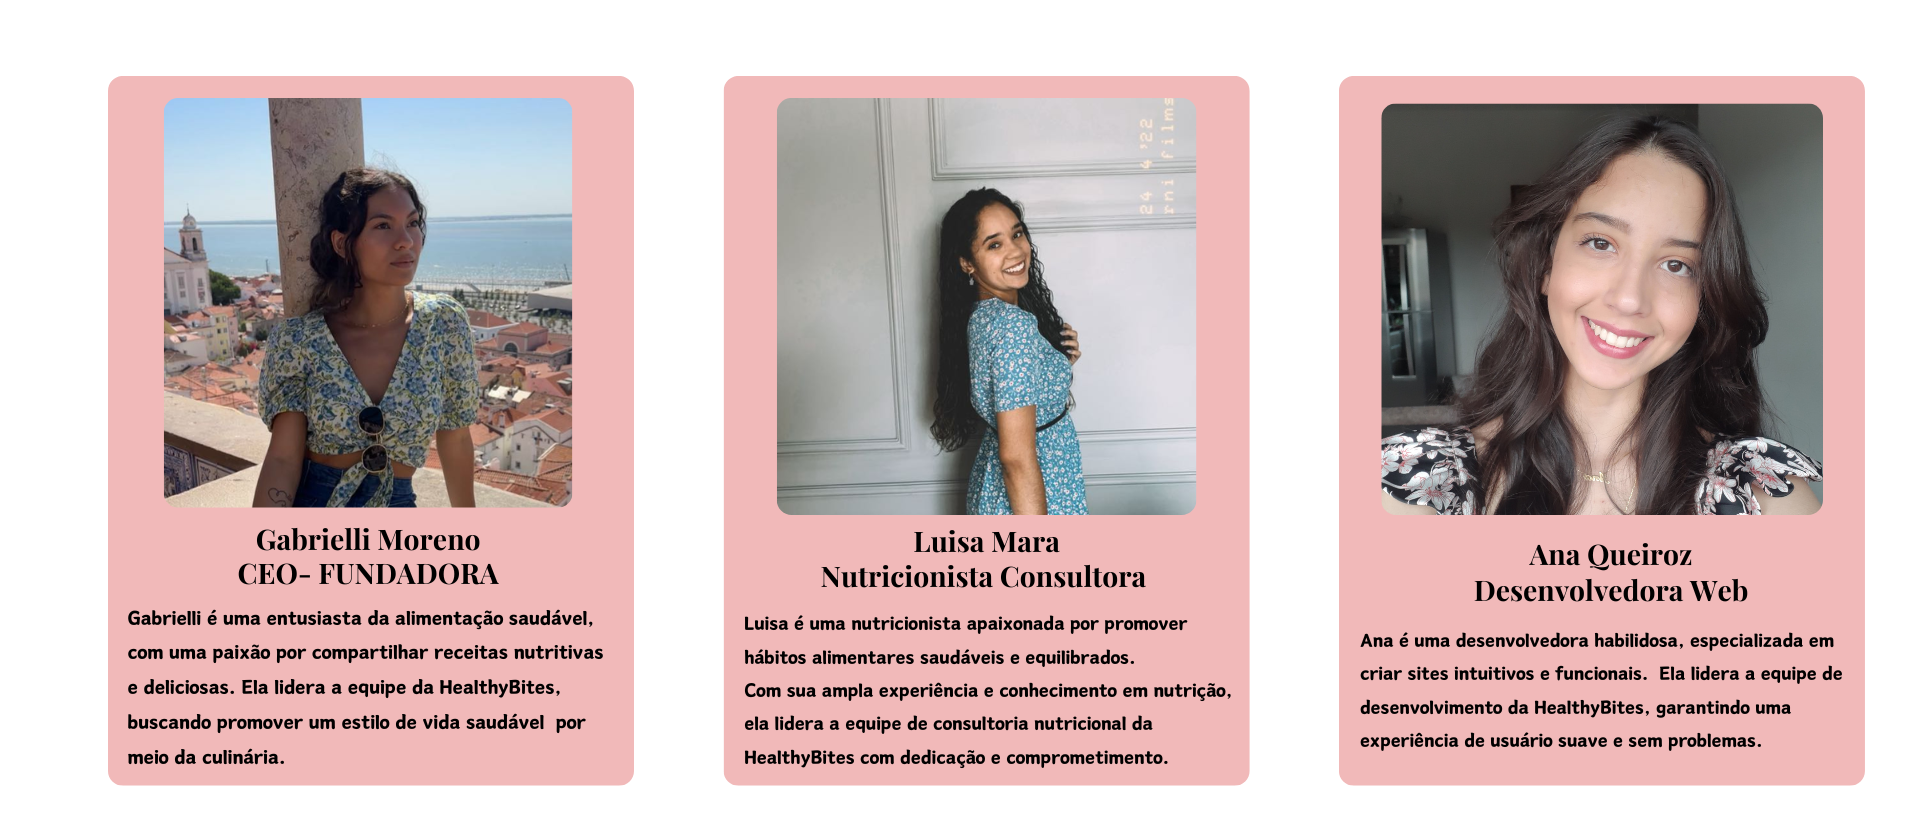 Gabrielli Moreno
CEO- FUNDADORA
Gabrielli é uma entusiasta da alimentação saudável,
com uma paixão por compartilhar receitas nutritivas
e deliciosas. Ela lidera a equipe da HealthyBites,
buscando promover um estilo de vida saudável  por
meio da culinária.
24 4 '22
rni films
Luisa Mara
Nutricionista Consultora
Luisa é uma nutricionista apaixonada por promover
hábitos alimentares saudáveis e equilibrados.
Com sua ampla experiência e conhecimento em nutrição,
ela lidera a equipe de consultoria nutricional da
HealthyBites com dedicação e comprometimento.
Ana Queiroz
Desenvolvedora Web
Ana é uma desenvolvedora habilidosa, especializada em
criar sites intuitivos e funcionais.  Ela lidera a equipe de
desenvolvimento da HealthyBites, garantindo uma
experiência de usuário suave e sem problemas.